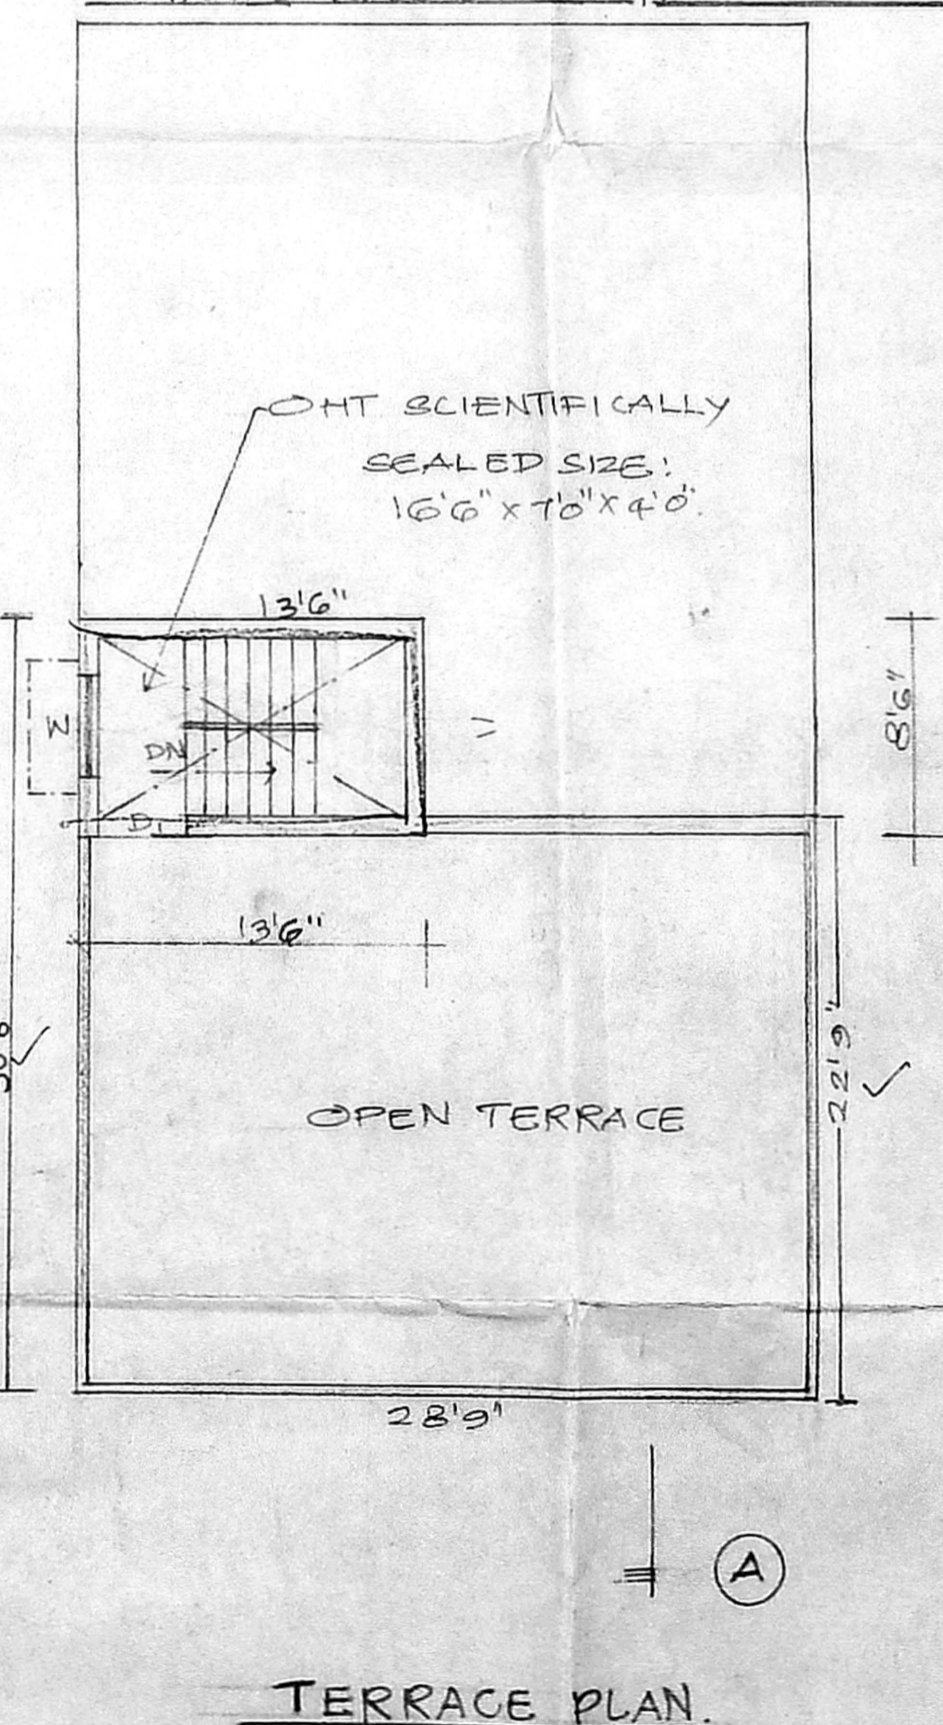 OHT SCIENTIFICALLY
SEALED SIZE:
16'6" x 7'0" x 4'0"
13'6"
W
8'6"
DN
D1
13'6"
22'9"
OPEN TERRACE
28'9"
A
TERRACE PLAN.